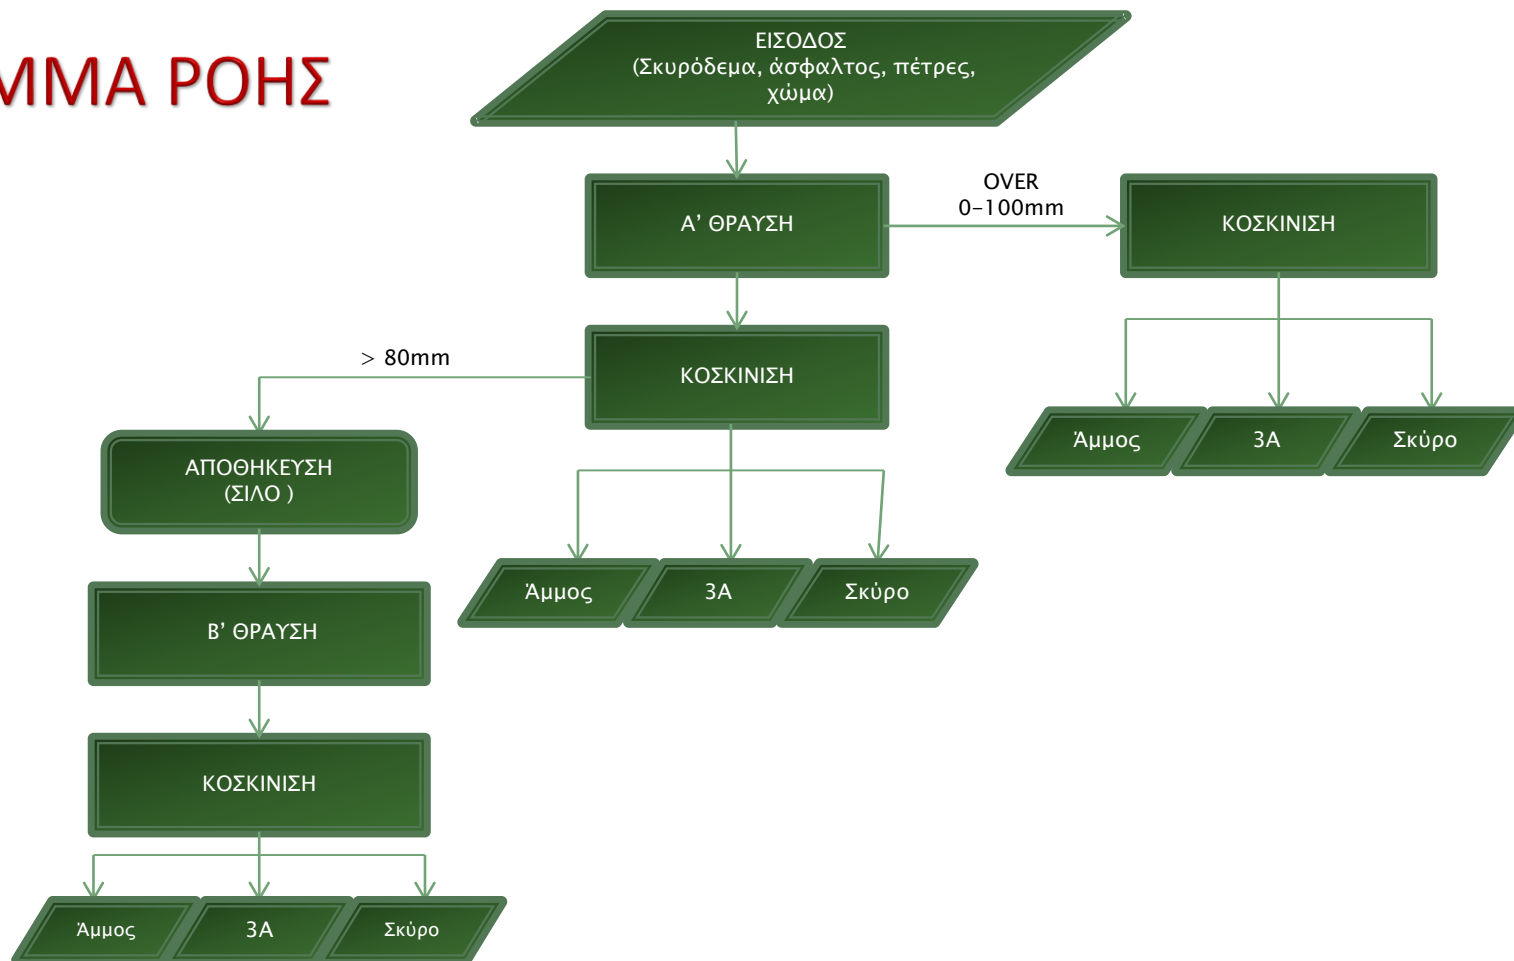 ΜΜΑ ΡΟΗΣ
ΕΙΣΟΔΟΣ
(Σκυρόδεμα, άσφαλτος, πέτρες,
χώμα)
Α’ ΘΡΑΥΣΗ
OVER
0-100mm
ΚΟΣΚΙΝΙΣΗ
> 80mm
ΚΟΣΚΙΝΙΣΗ
Άμμος
3Α
Σκύρο
ΑΠΟΘΗΚΕΥΣΗ
(ΣΙΛΟ )
Άμμος
3Α
Σκύρο
Β’ ΘΡΑΥΣΗ
ΚΟΣΚΙΝΙΣΗ
Άμμος
3Α
Σκύρο